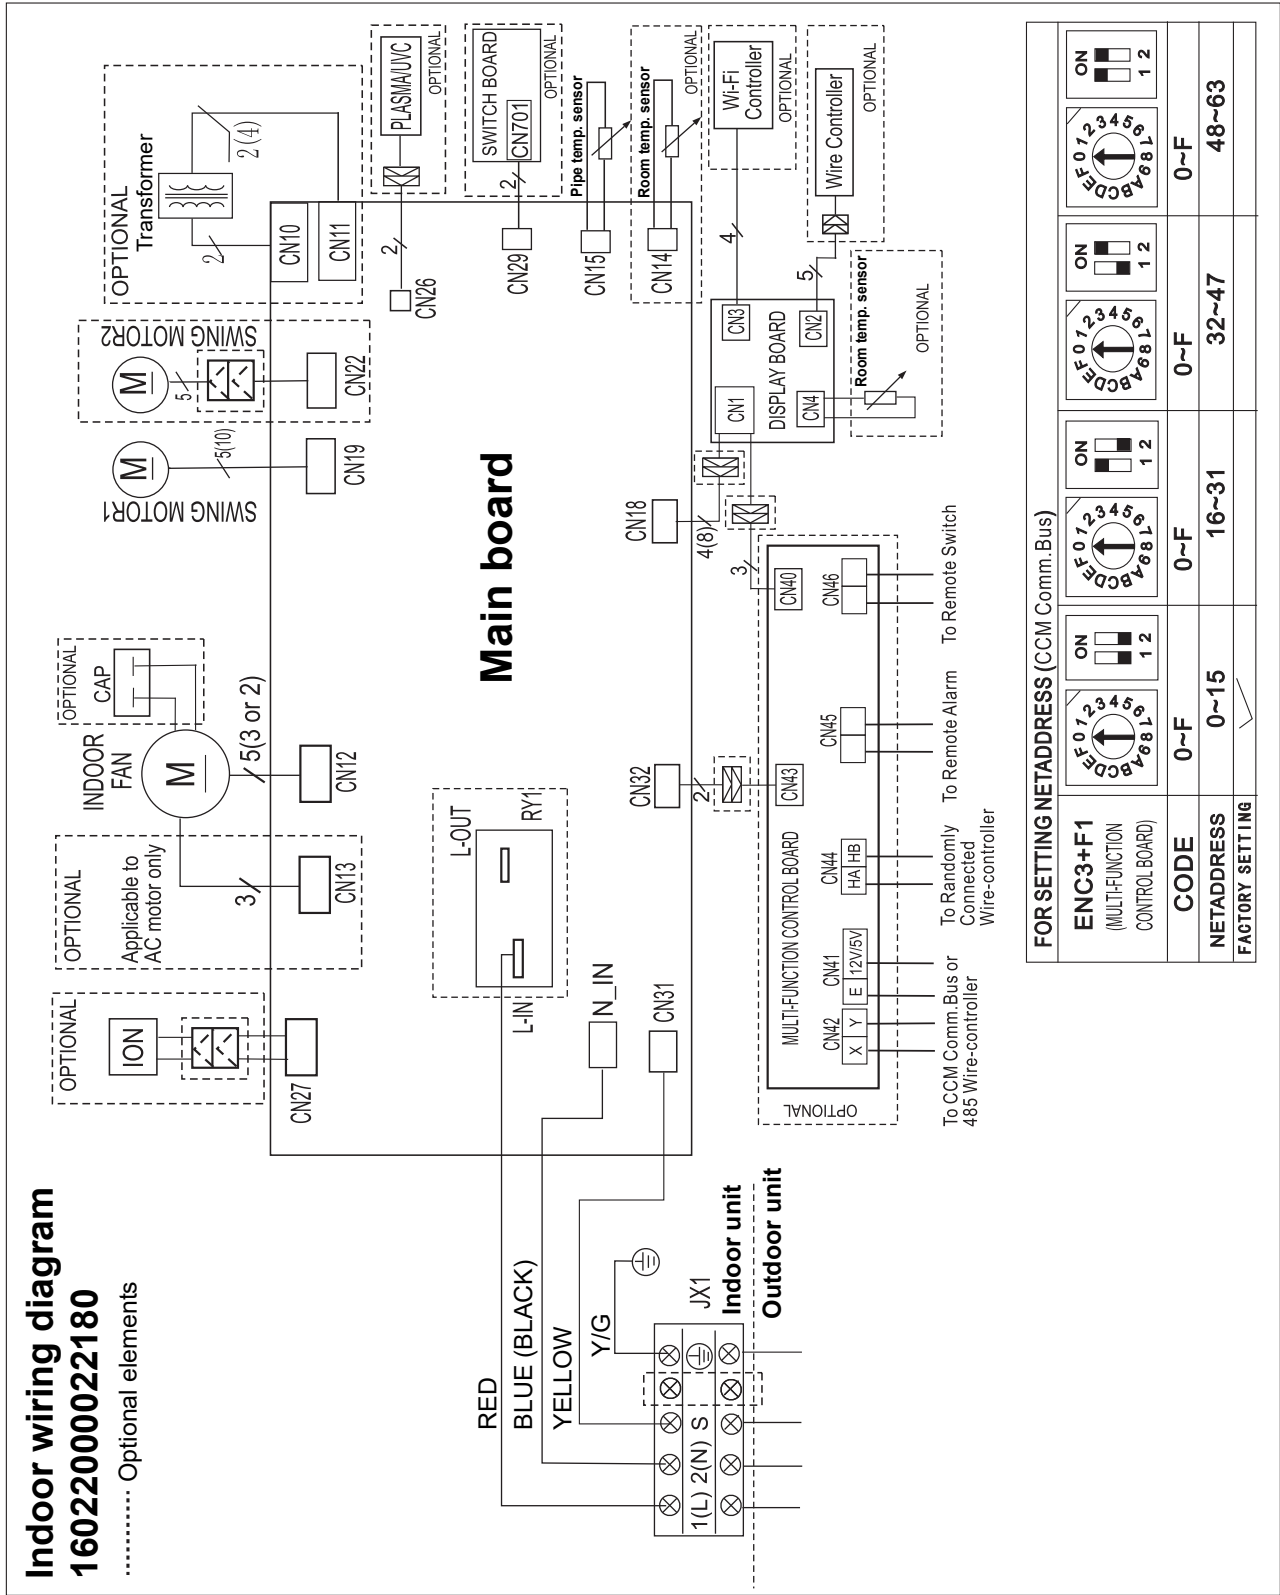 Indoor wiring diagram
16022000022180
Optional elements
OPTIONAL
ION
CN27
OPTIONAL
Applicable to
AC motor only
3
CN13
INDOOR
FAN
M
OPTIONAL
CAP
5(3 or 2)
CN12
SWING MOTOR1
M
5(10)
CN19
SWING MOTOR2
M
5
CN22
OPTIONAL
Transformer
2
2(4)
CN10
CN11
PLASMA/UVC
OPTIONAL
2
CN26
SWITCH BOARD
CN701
OPTIONAL
2
CN29
Pipe temp. sensor
CN15
Room temp. sensor
CN14
OPTIONAL
Wi-Fi
Controller
OPTIONAL
4
Wire Controller
OPTIONAL
5
CN3
CN2
CN1
CN4
DISPLAY BOARD
Room temp. sensor
OPTIONAL
Main board
L-OUT
RY1
L-IN
N_IN
CN31
CN32
2
CN18
4(8)
3
RED
BLUE (BLACK)
YELLOW
Y/G
JX1
1(L) 2(N) S
Indoor unit
Outdoor unit
OPTIONAL
MULTI-FUNCTION CONTROL BOARD
CN43
CN40
CN42
X Y
CN41
E 12V/5V
CN44
HA HB
CN45
CN46
To CCM Comm.Bus or
485 Wire-controller
To Randomly
Connected
Wire-controller
To Remote Alarm
To Remote Switch
FOR SETTING NETADDRESS (CCM Comm.Bus)
ENC3+F1
(MULTI-FUNCTION
CONTROL BOARD)
0123456789ABCDEF
ON
1 2
0123456789ABCDEF
ON
1 2
0123456789ABCDEF
ON
1 2
0123456789ABCDEF
ON
1 2
CODE 0~F 0~F 0~F 0~F
NETADDRESS 0~15 16~31 32~47 48~63
FACTORY SETTING